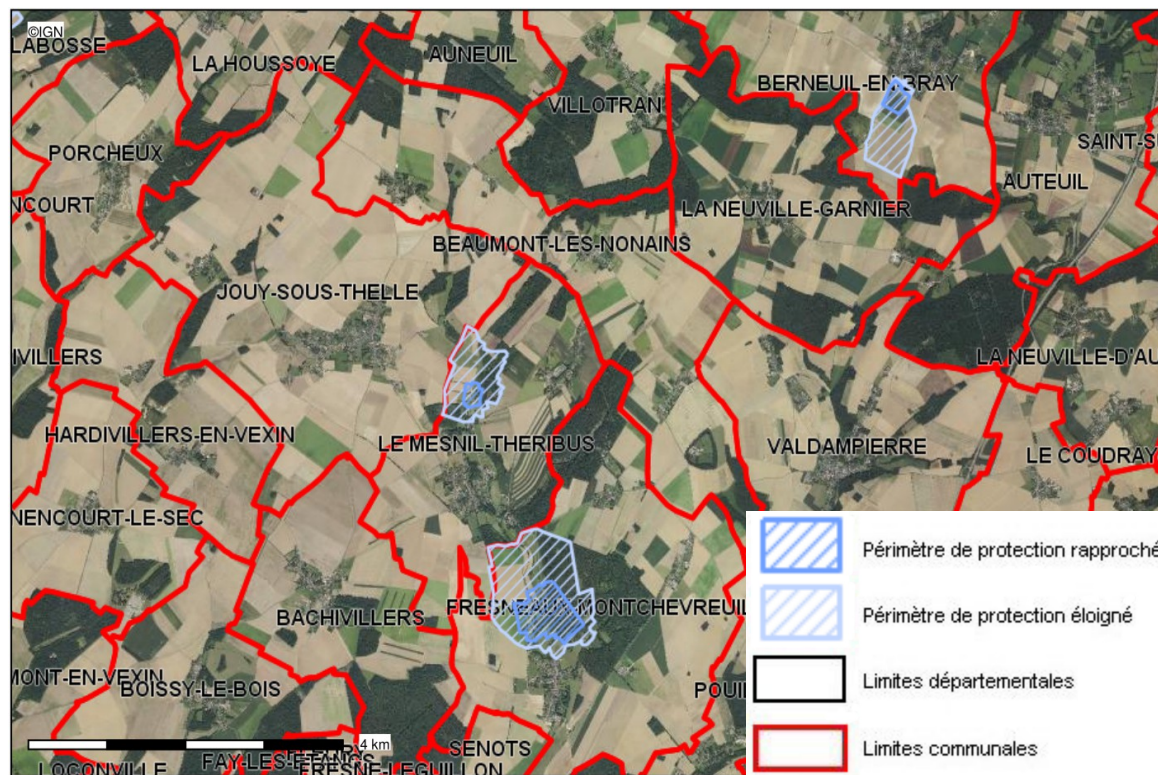 ©IGN
LABOSSE
LA HOUSSOYE
AUNEUIL
VILLOTRAN
BERNEUIL-EN-BRAY
PORCHEUX
SAINT-S
NCOURT
AUTEUIL
LA NEUVILLE-GARNIER
BEAUMONT-LES-NONAINS
JOUY-SOUS-THELLE
IVILLERS
LA NEUVILLE-D'AU
HARDIVILLERS-EN-VEXIN
LE MESNIL-THERIBUS
VALDAMPIERRE
LE COUDRAY
NENCOURT-LE-SEC
BACHIVILLERS
FRESNEAUX-MONTCHEVREUIL
MONT-EN-VEXIN
BOISSY-LE-BOIS
POUI
4 km
SENOTS
FAY-LES-ETANGS
LOCONVILLE
FRESNE-LEGUILLON
Périmètre de protection rapproché
Périmètre de protection éloigné
Limites départementales
Limites communales